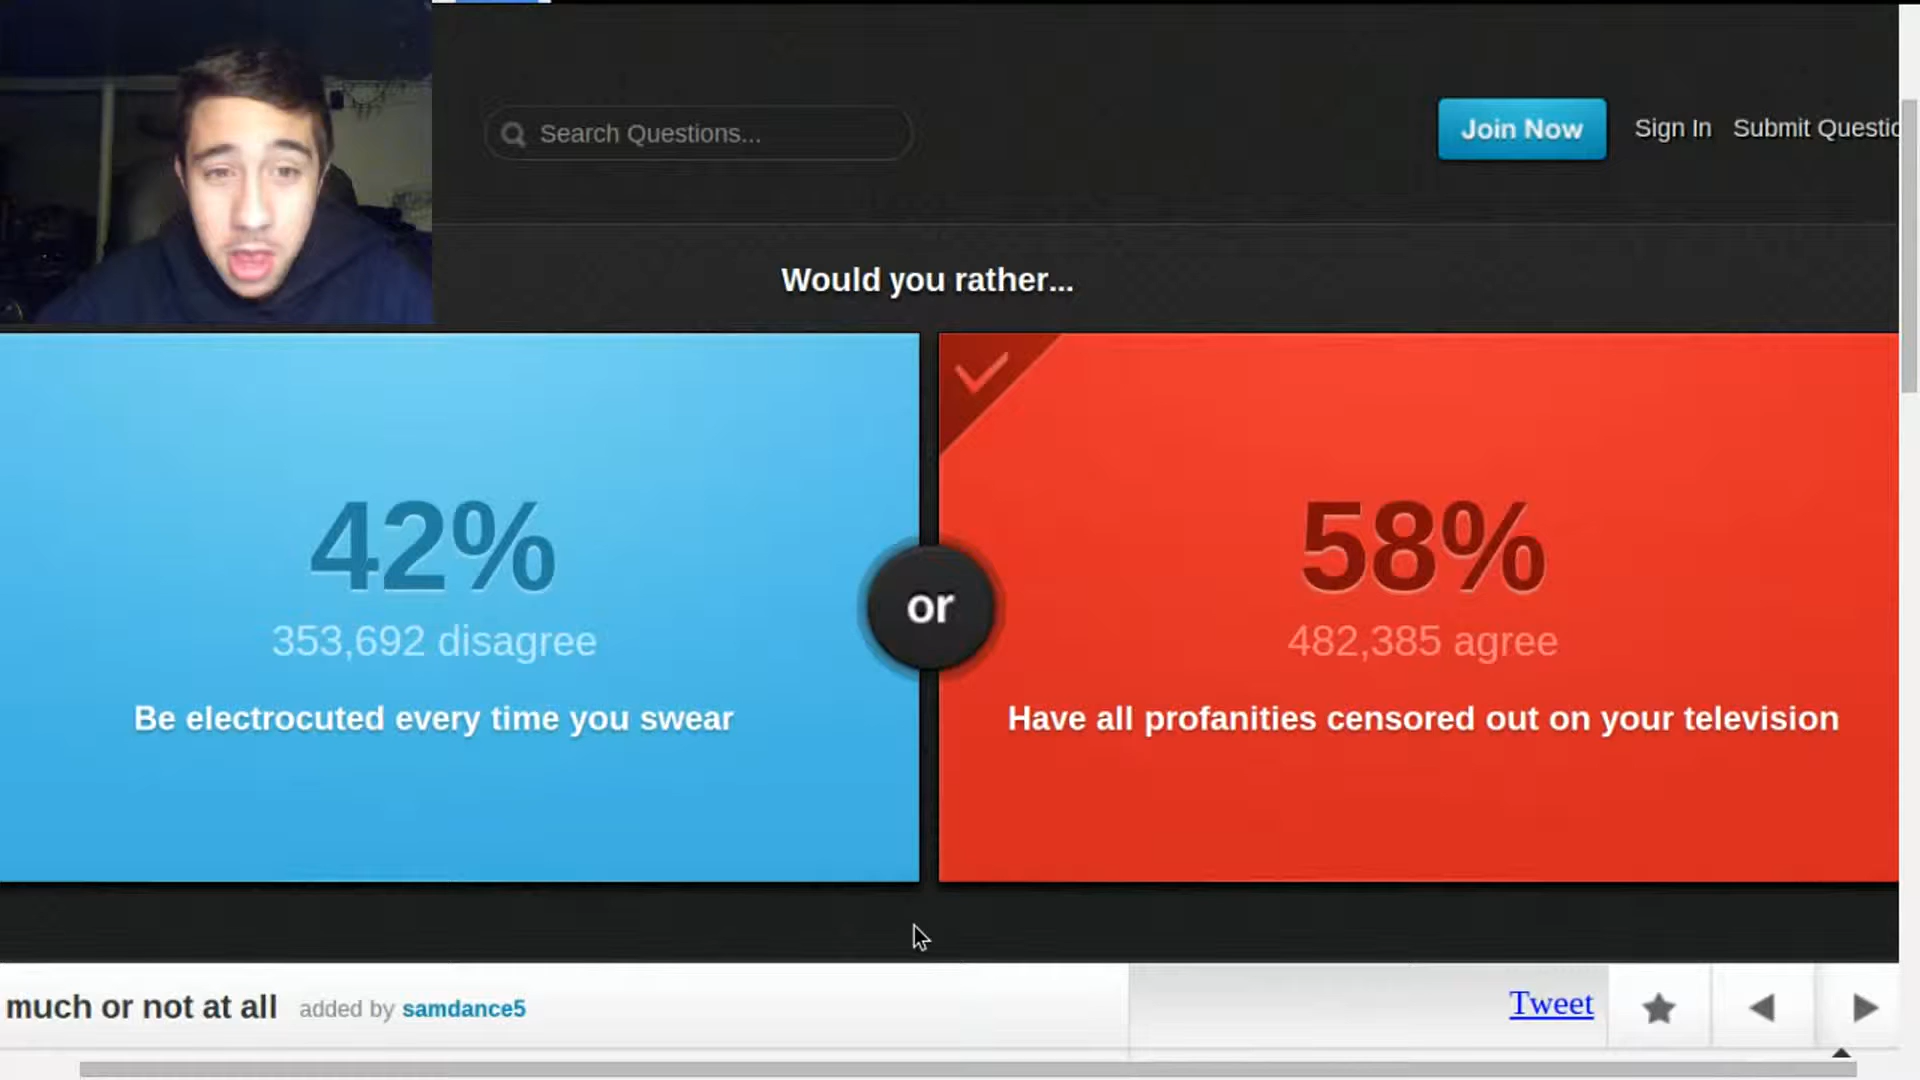 Search Questions...
Join Now
Sign In
Submit Questio
Would you rather...
42%
353,692 disagree
Be electrocuted every time you swear
or
58%
482,385 agree
Have all profanities censored out on your television
much or not at all added by samdance5
Tweet